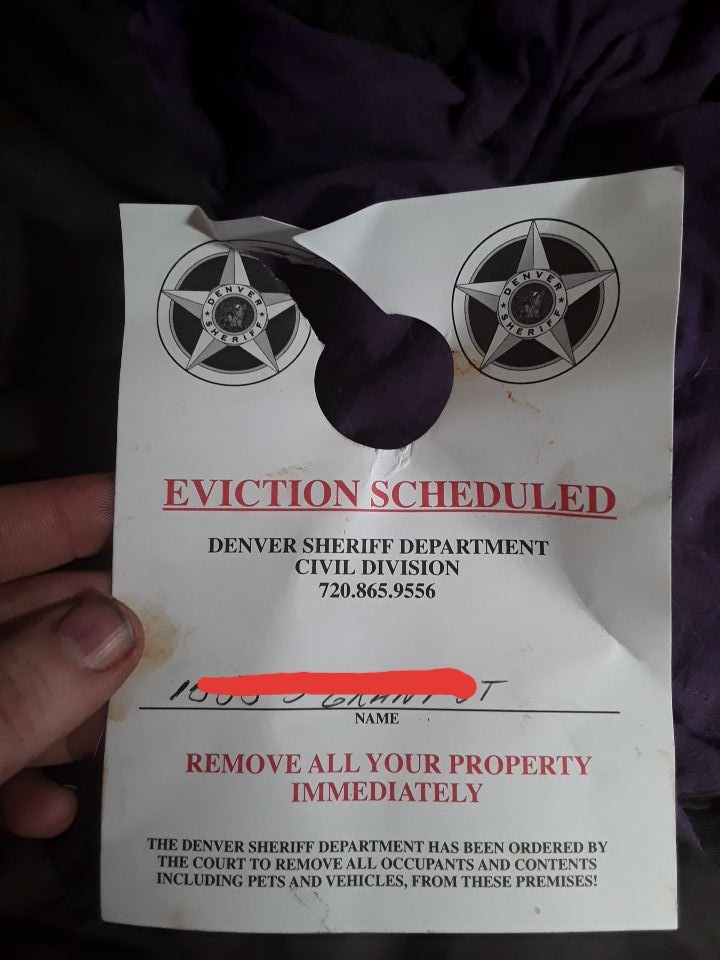 DENVER
SHERIFF
DENVER
SHERIFF
EVICTION SCHEDULED
DENVER SHERIFF DEPARTMENT
CIVIL DIVISION
720.865.9556
NAME
REMOVE ALL YOUR PROPERTY
IMMEDIATELY
THE DENVER SHERIFF DEPARTMENT HAS BEEN ORDERED BY
THE COURT TO REMOVE ALL OCCUPANTS AND CONTENTS
INCLUDING PETS AND VEHICLES, FROM THESE PREMISES!